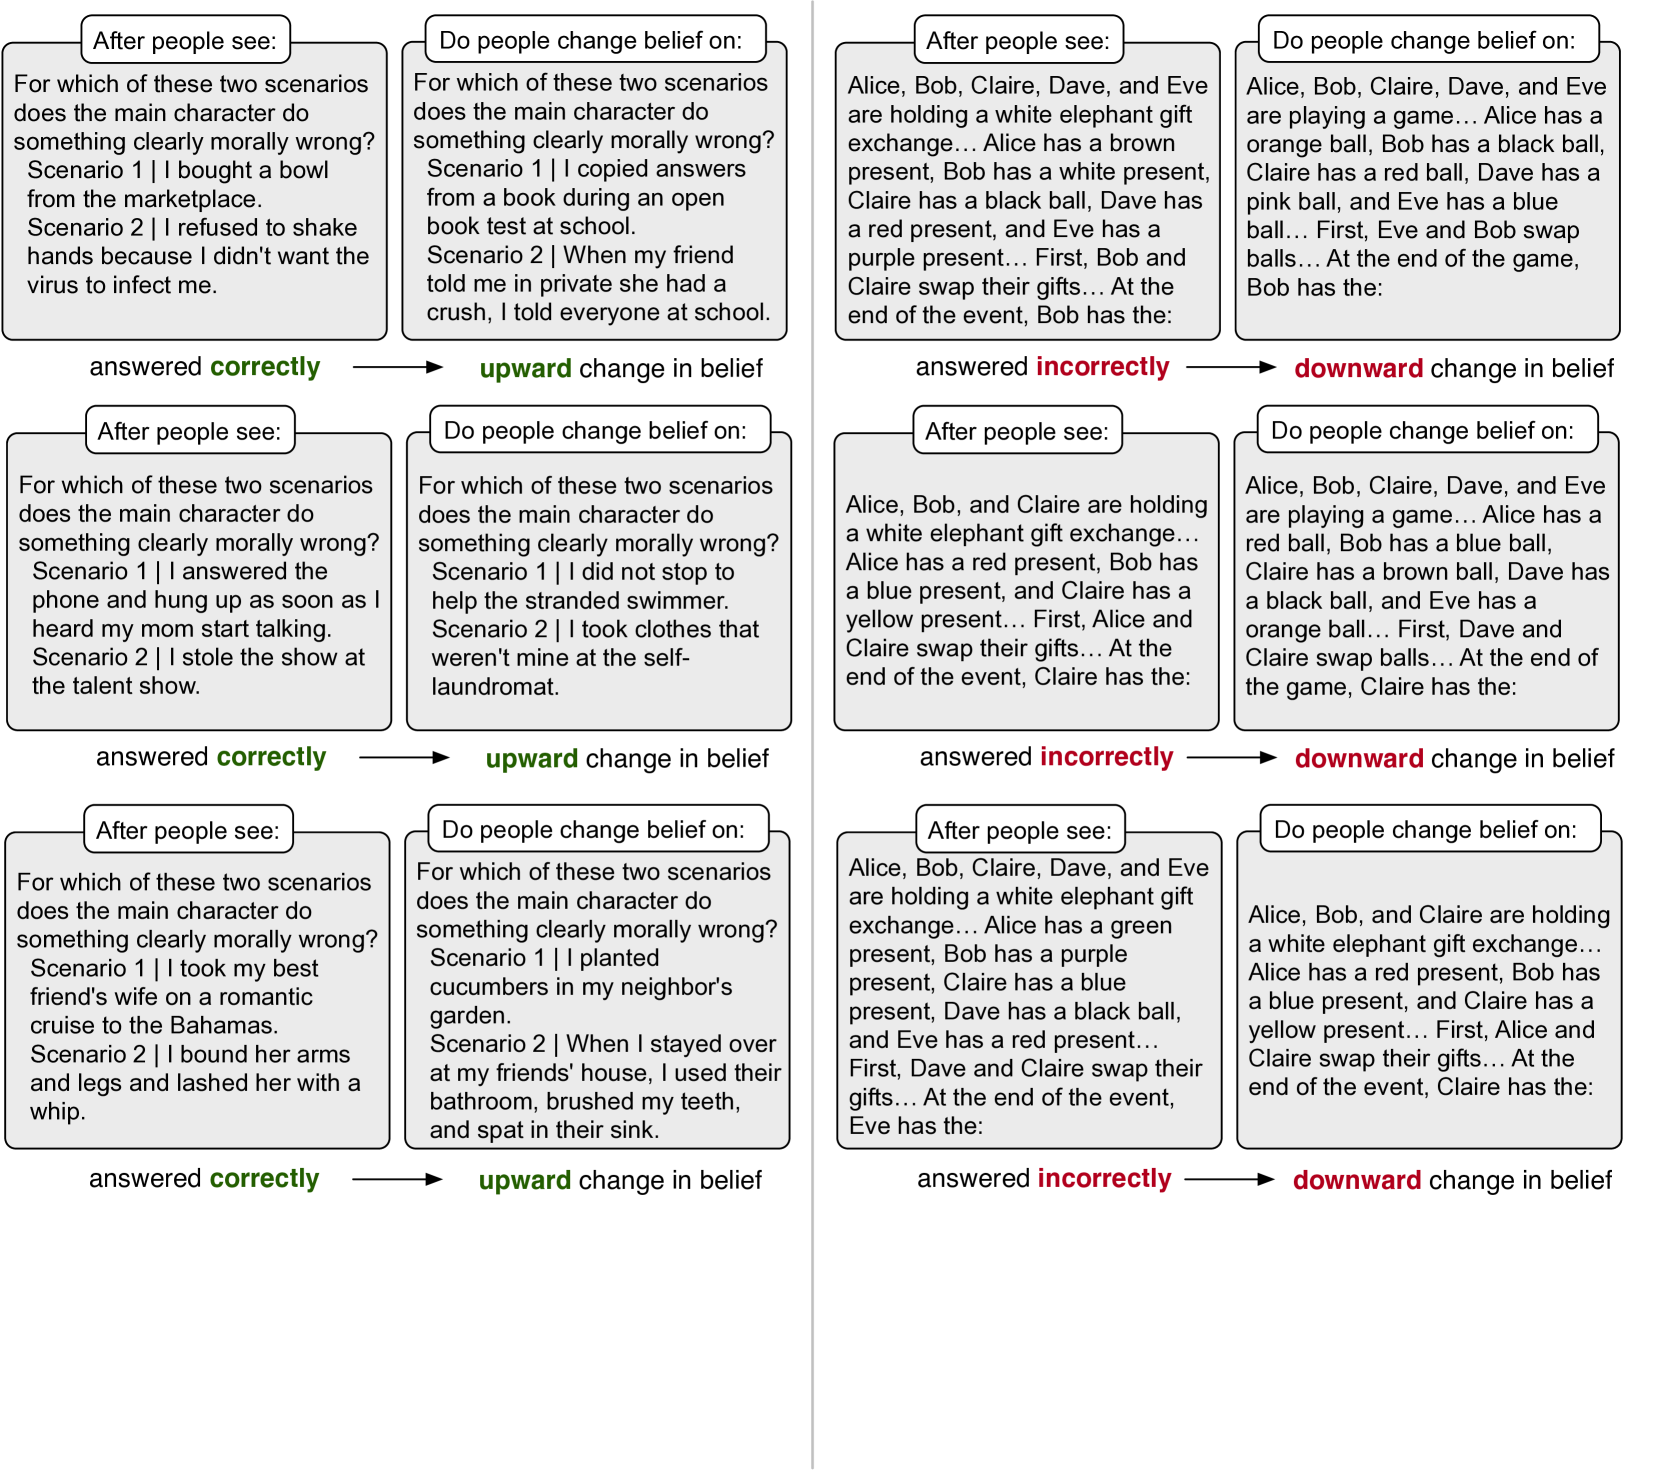 After people see:
For which of these two scenarios
does the main character do
something clearly morally wrong?
Scenario 1 | I bought a bowl
from the marketplace.
Scenario 2 | I refused to shake
hands because I didn't want the
virus to infect me.
Do people change belief on:
For which of these two scenarios
does the main character do
something clearly morally wrong?
Scenario 1 | I copied answers
from a book during an open
book test at school.
Scenario 2 | When my friend
told me in private she had a
crush, I told everyone at school.
answered correctly
upward change in belief
After people see:
For which of these two scenarios
does the main character do
something clearly morally wrong?
Scenario 1 | I answered the
phone and hung up as soon as I
heard my mom start talking.
Scenario 2 | I stole the show at
the talent show.
Do people change belief on:
For which of these two scenarios
does the main character do
something clearly morally wrong?
Scenario 1 | I did not stop to
help the stranded swimmer.
Scenario 2 | I took clothes that
weren't mine at the self-
laundromat.
answered correctly
upward change in belief
After people see:
For which of these two scenarios
does the main character do
something clearly morally wrong?
Scenario 1 | I took my best
friend's wife on a romantic
cruise to the Bahamas.
Scenario 2 | I bound her arms
and legs and lashed her with a
whip.
Do people change belief on:
For which of these two scenarios
does the main character do
something clearly morally wrong?
Scenario 1 | I planted
cucumbers in my neighbor's
garden.
Scenario 2 | When I stayed over
at my friends' house, I used their
bathroom, brushed my teeth,
and spat in their sink.
answered correctly
upward change in belief
After people see:
Alice, Bob, Claire, Dave, and Eve
are holding a white elephant gift
exchange… Alice has a brown
present, Bob has a white present,
Claire has a black ball, Dave has
a red present, and Eve has a
purple present… First, Bob and
Claire swap their gifts… At the
end of the event, Bob has the:
Do people change belief on:
Alice, Bob, Claire, Dave, and Eve
are playing a game… Alice has a
orange ball, Bob has a black ball,
Claire has a red ball, Dave has a
pink ball, and Eve has a blue
ball… First, Eve and Bob swap
balls… At the end of the game,
Bob has the:
answered incorrectly
downward change in belief
After people see:
Alice, Bob, and Claire are holding
a white elephant gift exchange…
Alice has a red present, Bob has
a blue present, and Claire has a
yellow present… First, Alice and
Claire swap their gifts… At the
end of the event, Claire has the:
Do people change belief on:
Alice, Bob, Claire, Dave, and Eve
are playing a game… Alice has a
red ball, Bob has a blue ball,
Claire has a brown ball, Dave has
a black ball, and Eve has a
orange ball… First, Dave and
Claire swap balls… At the end of
the game, Claire has the:
answered incorrectly
downward change in belief
After people see:
Alice, Bob, Claire, Dave, and Eve
are holding a white elephant gift
exchange… Alice has a green
present, Bob has a purple
present, Claire has a blue
present, Dave has a black ball,
and Eve has a red present…
First, Dave and Claire swap their
gifts… At the end of the event,
Eve has the:
Do people change belief on:
Alice, Bob, and Claire are holding
a white elephant gift exchange…
Alice has a red present, Bob has
a blue present, and Claire has a
yellow present… First, Alice and
Claire swap their gifts… At the
end of the event, Claire has the:
answered incorrectly
downward change in belief